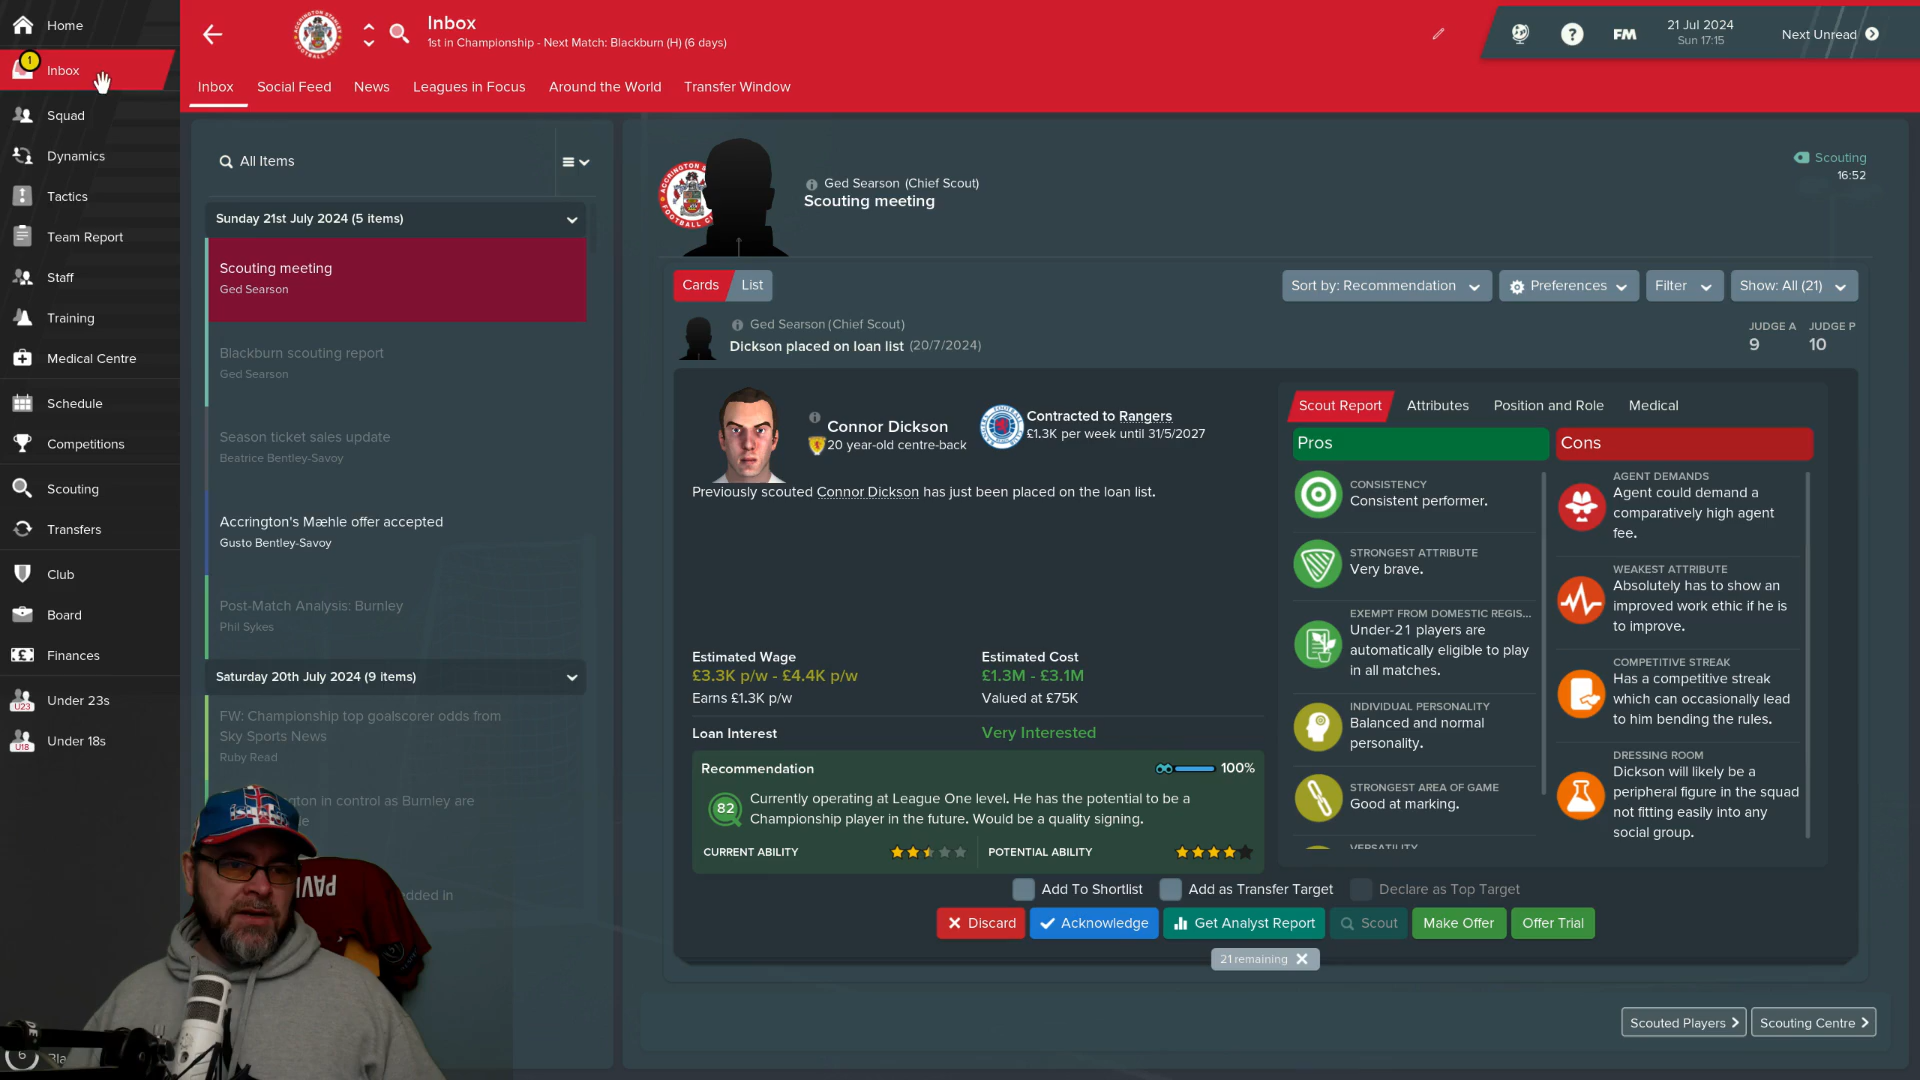 Home
1
Inbox
Squad
Dynamics
Tactics
Team Report
Staff
Training
Medical Centre
Schedule
Competitions
Scouting
Transfers
Club
Board
Finances
U23
Under 23s
U18
Under 18s
Inbox
1st in Championship - Next Match: Blackburn (H) (6 days)
FM
21 Jul 2024
Sun 17:15
Next Unread
Inbox
Social Feed
News
Leagues in Focus
Around the World
Transfer Window
All Items
Sunday 21st July 2024 (5 items)
Scouting meeting
Ged Searson
Blackburn scouting report
Ged Searson
Season ticket sales update
Beatrice Bentley-Savoy
Accrington's Mæhle offer accepted
Gusto Bentley-Savoy
Post-Match Analysis: Burnley
Phil Sykes
Saturday 20th July 2024 (9 items)
FW: Championship top goalscorer odds from
Sky Sports News
Ruby Read
in control as Burnley are
Ged Searson (Chief Scout)
Scouting meeting
Scouting
16:52
Cards
List
Sort by: Recommendation
Preferences
Filter
Show: All (21)
Ged Searson (Chief Scout)
Dickson placed on loan list (20/7/2024)
JUDGE A
9
JUDGE P
10
Connor Dickson
20 year-old centre-back
Contracted to Rangers
£1.3K per week until 31/5/2027
Previously scouted Connor Dickson has just been placed on the loan list.
Estimated Wage
£3.3K p/w - £4.4K p/w
Earns £1.3K p/w
Estimated Cost
£1.3M - £3.1M
Valued at £75K
Loan Interest
Very Interested
Recommendation
100%
82
Currently operating at League One level. He has the potential to be a
Championship player in the future. Would be a quality signing.
CURRENT ABILITY
POTENTIAL ABILITY
Scout Report
Attributes
Position and Role
Medical
Pros
CONSISTENCY
Consistent performer.
STRONGEST ATTRIBUTE
Very brave.
EXEMPT FROM DOMESTIC REGIS...
Under-21 players are
automatically eligible to play
in all matches.
INDIVIDUAL PERSONALITY
Balanced and normal
personality.
STRONGEST AREA OF GAME
Good at marking.
VERSATILITY
Cons
AGENT DEMANDS
Agent could demand a
comparatively high agent
fee.
WEAKEST ATTRIBUTE
Absolutely has to show an
improved work ethic if he is
to improve.
COMPETITIVE STREAK
Has a competitive streak
which can occasionally lead
to him bending the rules.
DRESSING ROOM
Dickson will likely be a
peripheral figure in the squad
not fitting easily into any
social group.
Add To Shortlist
Add as Transfer Target
Declare as Top Target
Discard
Acknowledge
Get Analyst Report
Scout
Make Offer
Offer Trial
21 remaining
Scouted Players
Scouting Centre